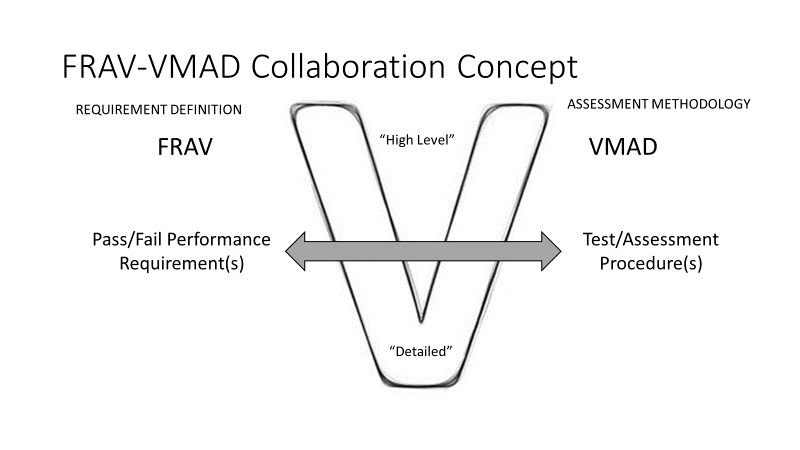 FRAV-VMAD Collaboration Concept
REQUIREMENT DEFINITION
ASSESSMENT METHODOLOGY
FRAV
"High Level"
VMAD
Pass/Fail Performance
Requirement(s)
Test/Assessment
Procedure(s)
"Detailed"